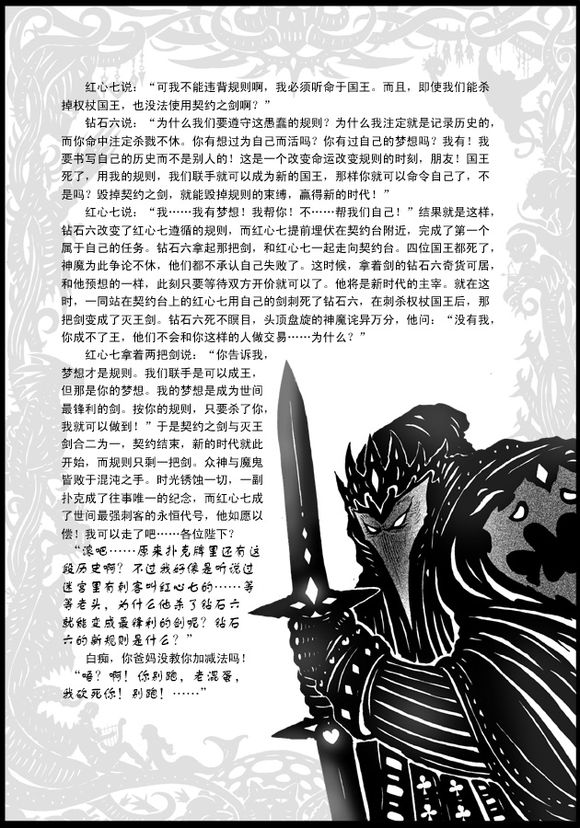 红心七说：“可我不能违背规则啊，我必须听命于国王。而且，即使我们能杀
掉权杖国王，也没法使用契约之剑啊？”
钻石六说：“为什么我们要遵守这愚蠢的规则？为什么我注定就是记录历史的，
而你命中注定杀戮不休。你有想过为自己而活吗？你有过自己的梦想吗？我有！我
要书写自己的历史而不是别人的！这是一个改变命运改变规则的时刻，朋友！国王
死了，用我的规则，我们联手就可以成为新的国王，那样你就可以命令自己了，不
是吗？毁掉契约之剑，就能毁掉规则的束缚，赢得新的时代！”
红心七说：“我……我有梦想！我帮你！不……帮我们自己！”结果就是这样，
钻石六改变了红心七遵循的规则，而红心七提前埋伏在契约台附近，完成了第一个
属于自己的任务。钻石六拿起那把剑，和红心七一起走向契约台。四位国王都死了，
神魔为此争论不休，他们都不承认自己失败了。这时候，拿着剑的钻石六奇货可居，
和他预想的一样，此刻只要等待双方开价就可以了。他将是新时代的主宰。就在这
时，一同站在契约台上的红心七用自己的剑刺死了钻石六，在刺杀权杖国王后，那
把剑变成了灭王剑。钻石六死不瞑目，头顶盘旋的神魔诧异万分，他问：“没有我，
你成不了王，他们不会和你这样的人做交易……为什么？”
红心七拿着两把剑说：“你告诉我，
梦想才是规则。我们联手是可以成王，
但那是你的梦想。我的梦想是成为世间
最锋利的剑。按你的规则，只要杀了你，
我就可以做到！”于是契约之剑与灭王
剑合二为一，契约结束，新的时代就此
开始，而规则只剩一把剑。众神与魔鬼
皆败于混沌之手。时光锈蚀一切，一副
扑克成了往事唯一的纪念，而红心七成
了世间最强刺客的永恒代号，他如愿以
偿！我可以走了吧……各位陛下？
“滚吧……原来扑克牌里还有这
段历史啊？不过我好像是听说过
迷宫里有刺客叫红心七的……等
等老头，为什么他杀了钻石六
就能变成最锋利的剑呢？钻石
六的新规则是什么？”
白痴，你爸妈没教你加减法吗！
“唔？啊！你别跑，老混蛋，
我砍死你！别跑！……”